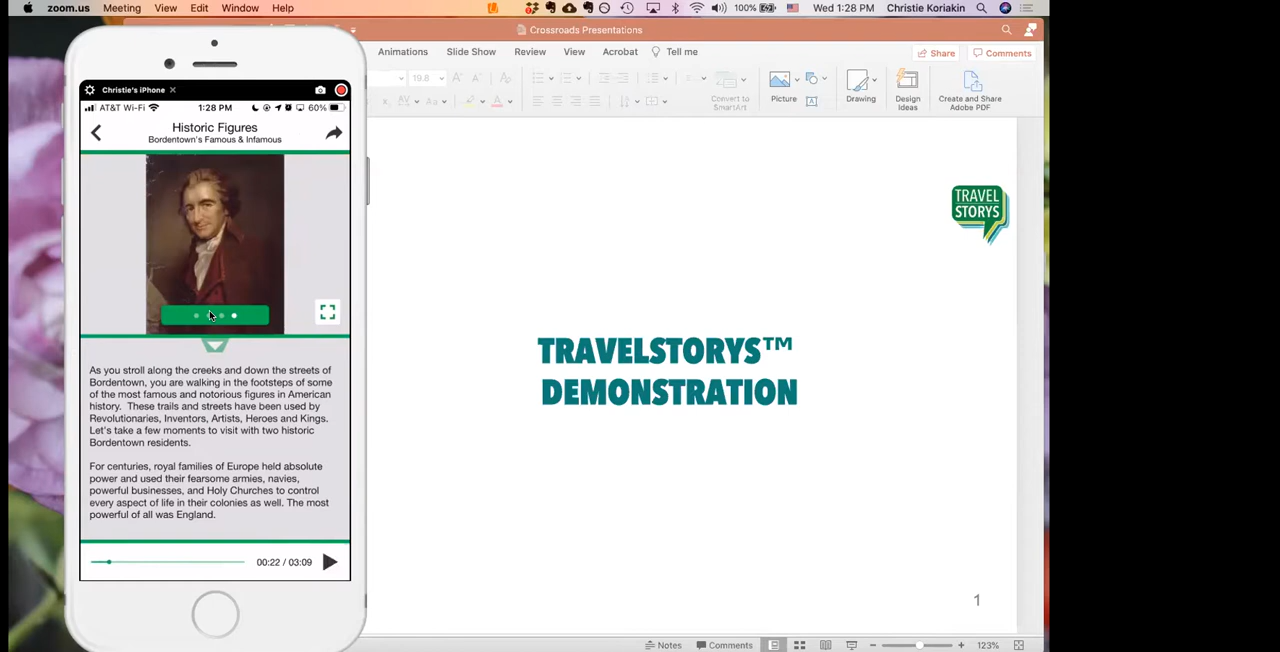 zoom.us Meeting View Edit Window Help
100% Wed 1:28 PM Christie Koriakin
Crossroads Presentations
Animations Slide Show Review View Acrobat Tell me
Share Comments
19.8
Convert to
SmartArt
Picture
Drawing
Design
Ideas
Create and Share
Adobe PDF
Christie's iPhone
AT&T Wi-Fi 1:28 PM 60%
Historic Figures
Bordentown's Famous & Infamous
As you stroll along the creeks and down the streets of
Bordentown, you are walking in the footsteps of some
of the most famous and notorious figures in American
history. These trails and streets have been used by
Revolutionaries, Inventors, Artists, Heroes and Kings.
Let's take a few moments to visit with two historic
Bordentown residents.
For centuries, royal families of Europe held absolute
power and used their fearsome armies, navies,
powerful businesses, and Holy Churches to control
every aspect of life in their colonies as well. The most
powerful of all was England.
00:22 / 03:09
TRAVEL
STORYS
TRAVELSTORYS™
DEMONSTRATION
1
Notes Comments 123%